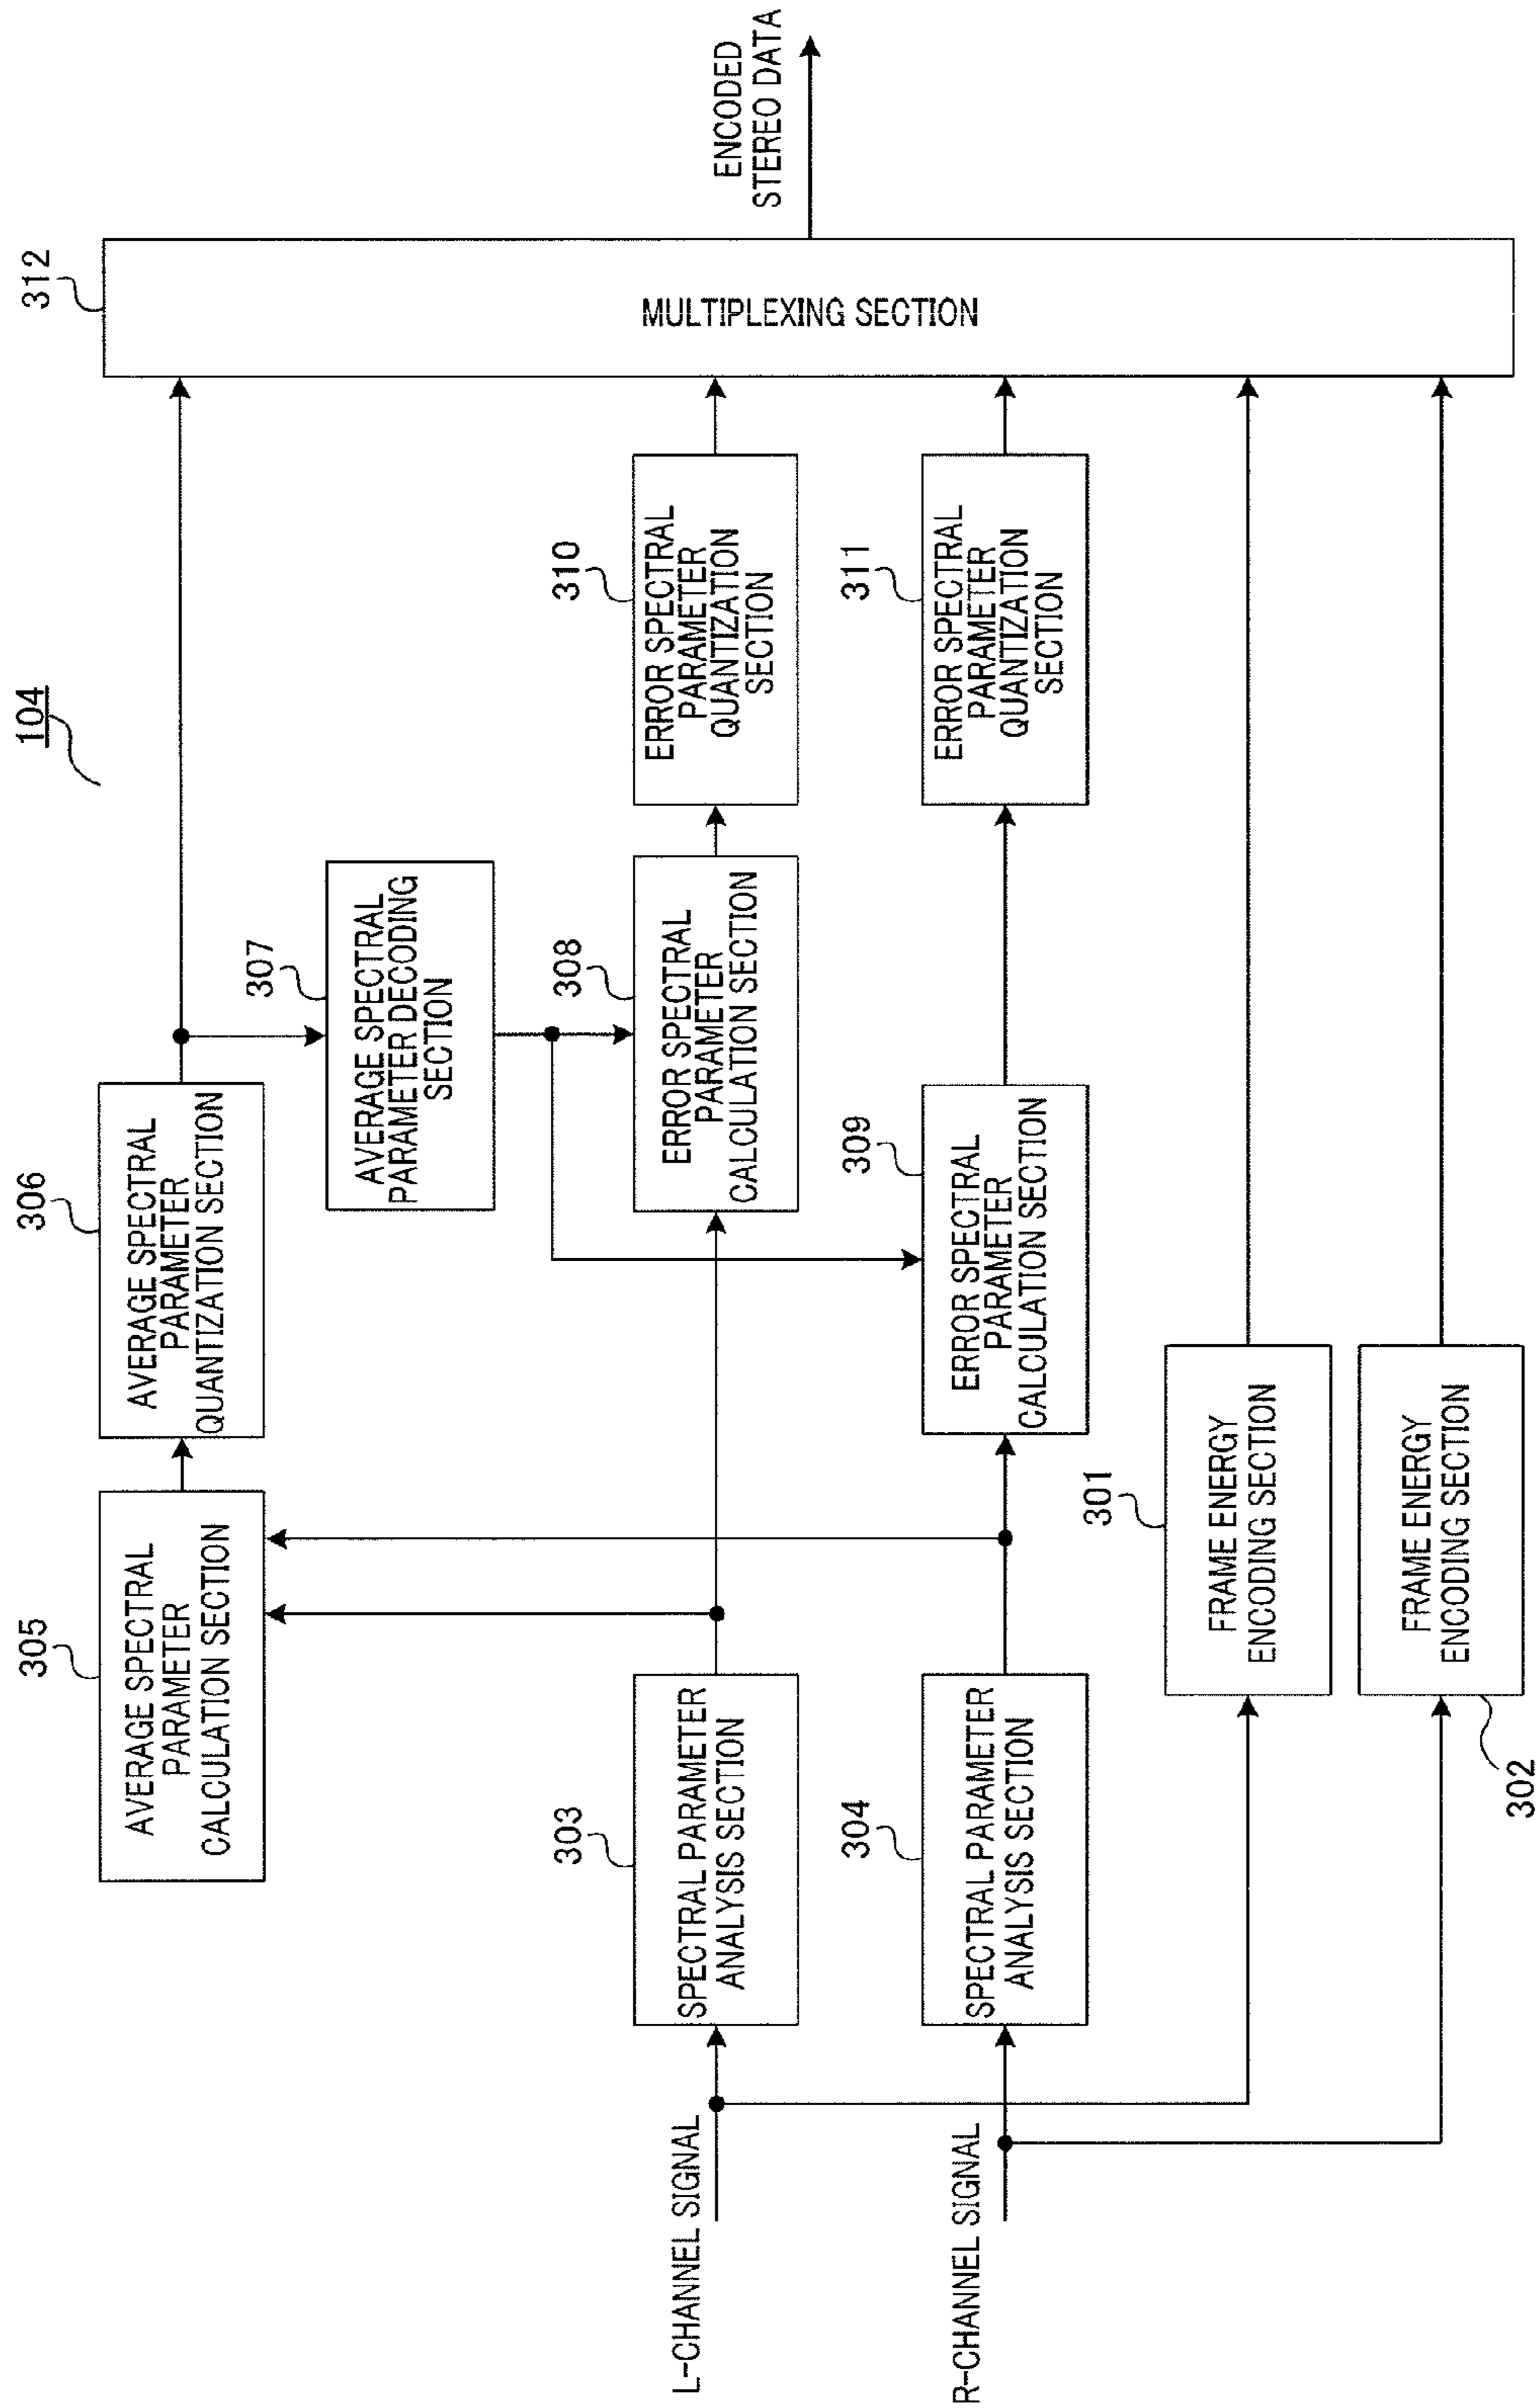 104
305
AVERAGE SPECTRAL
PARAMETER
CALCULATION SECTION
306
AVERAGE SPECTRAL
PARAMETER
QUANTIZATION SECTION
307
AVERAGE SPECTRAL
PARAMETER DECODING
SECTION
312
MULTIPLEXING SECTION
ENCODED
STEREO DATA
L-CHANNEL SIGNAL
303
SPECTRAL PARAMETER
ANALYSIS SECTION
308
ERROR SPECTRAL
PARAMETER
CALCULATION SECTION
310
ERROR SPECTRAL
PARAMETER
QUANTIZATION
SECTION
R-CHANNEL SIGNAL
304
SPECTRAL PARAMETER
ANALYSIS SECTION
309
ERROR SPECTRAL
PARAMETER
CALCULATION SECTION
311
ERROR SPECTRAL
PARAMETER
QUANTIZATION
SECTION
301
FRAME ENERGY
ENCODING SECTION
FRAME ENERGY
ENCODING SECTION
302